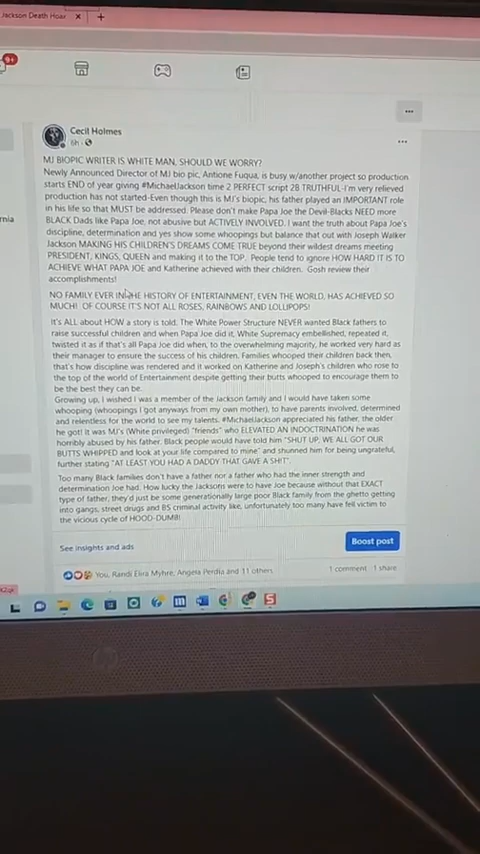 Jackson Death Hoax
9+
Cecil Holmes
6h
MJ BIOPIC WRITER IS WHITE MAN, SHOULD WE WORRY?
Newly Announced Director of MJ bio pic, Antione Fuqua, is busy w/another project so production
starts END of year giving #MichaelJackson time 2 PERFECT script 2B TRUTHFUL-I'm very relieved
production has not started-Even though this is MJ's biopic, his father played an IMPORTANT role
in his life so that MUST be addressed. Please don't make Papa Joe the Devil-Blacks NEED more
BLACK Dads like Papa Joe, not abusive but ACTIVELY INVOLVED. I want the truth about Papa Joe's
discipline, determination and yes some whoopings but balance that out with Joseph Walker
Jackson MAKING HIS CHILDREN'S DREAMS COME TRUE beyond their wildest dreams meeting
PRESIDENT, KINGS, QUEEN and making it to the TOP. People tend to ignore HOW HARD IT IS TO
ACHIEVE WHAT PAPA JOE and Katherine achieved with their children. Gosh review their
accomplishments!
NO FAMILY EVER IN THE HISTORY OF ENTERTAINMENT, EVEN THE WORLD, HAS ACHIEVED SO
MUCH! OF COURSE IT'S NOT ALL ROSES, RAINBOWS AND LOLLIPOPS!
It's ALL about HOW a story is told. The White Power Structure NEVER wanted Black fathers to
raise successful children and when Papa Joe did it, White Supremacy embellished, repeated it,
twisted it as if that's all Papa Joe did when, to the overwhelming majority, he worked very hard as
their manager to ensure the success of his children. Families whooped their children back then,
that's how discipline was rendered and it worked on Katherine and Joseph's children who rose to
the top of the world of Entertainment despite getting their butts whooped to encourage them to
be the best they can be.
Growing up, I wished I was a member of the Jackson family and I would have taken some
whooping (whoopings I got anyways from my own mother), to have parents involved, determined
and relentless for the world to see my talents. #MichaelJackson appreciated his father, the older
he got! It was MJ's (White privileged) "friends" who ELEVATED AN INDOCTRINATION he was
horribly abused by his father. Black people would have told him "SHUT UP, WE ALL GOT OUR
BUTTS WHIPPED and look at your life compared to mine" and shunned him for being ungrateful,
further stating "AT LEAST YOU HAD A DADDY THAT GAVE A SH!T".
Too many Black families don't have a father nor a father who had the inner strength and
determination Joe had. How lucky the Jacksons were to have Joe because without that EXACT
type of father, they'd just be some generationally large poor Black family from the ghetto getting
into gangs, street drugs and BS criminal activity like, unfortunately too many have fell victim to
the vicious cycle of HOOD-DUM!!!
See insights and ads
Boost post
You, Randi Elira Myhre, Angela Perdia and 11 others
1 comment 1 share